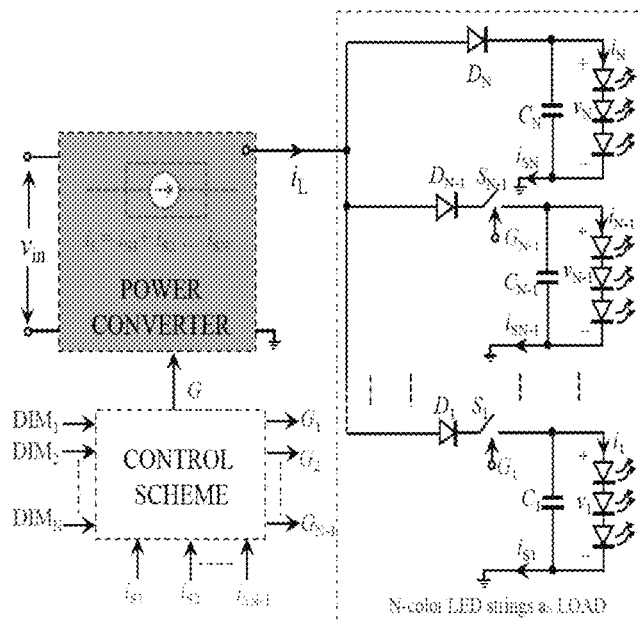 i_N
+
D_N
C_N
v_N
i_SN
-
i_L
D_N-1
S_N-1
i_N-1
+
G_N-1
C_N-1
v_N-1
i_SN-1
-
v_in
POWER
CONVERTER
G
DIM_1
DIM_2
DIM_N
CONTROL
SCHEME
G_1
G_2
G_N-1
i_S1
i_S2
D_1
S_1
i_1
+
G_1
C_1
v_1
i_S1
-
N-color LED strings as LOAD